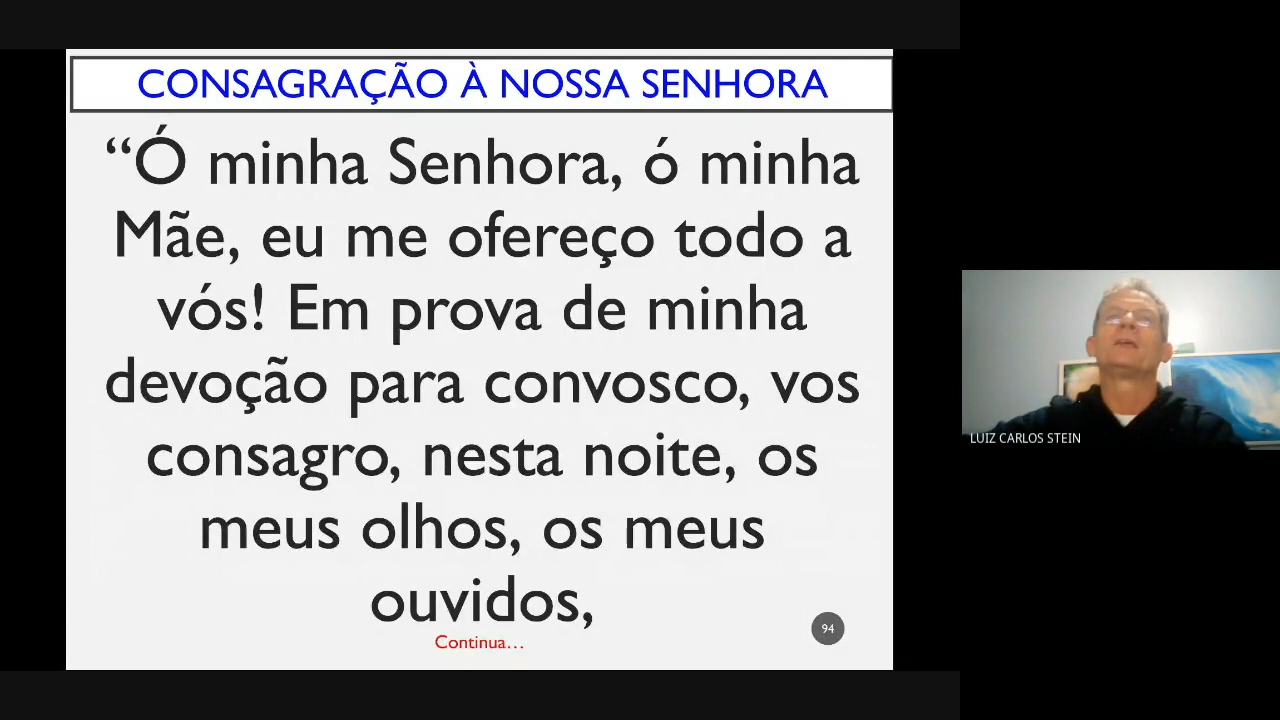 CONSAGRAÇÃO À NOSSA SENHORA
“Ó minha Senhora, ó minha
Mãe, eu me ofereço todo a
vós! Em prova de minha
devoção para convosco, vos
consagro, nesta noite, os
meus olhos, os meus
ouvidos,
Continua...
94
LUIZ CARLOS STEIN